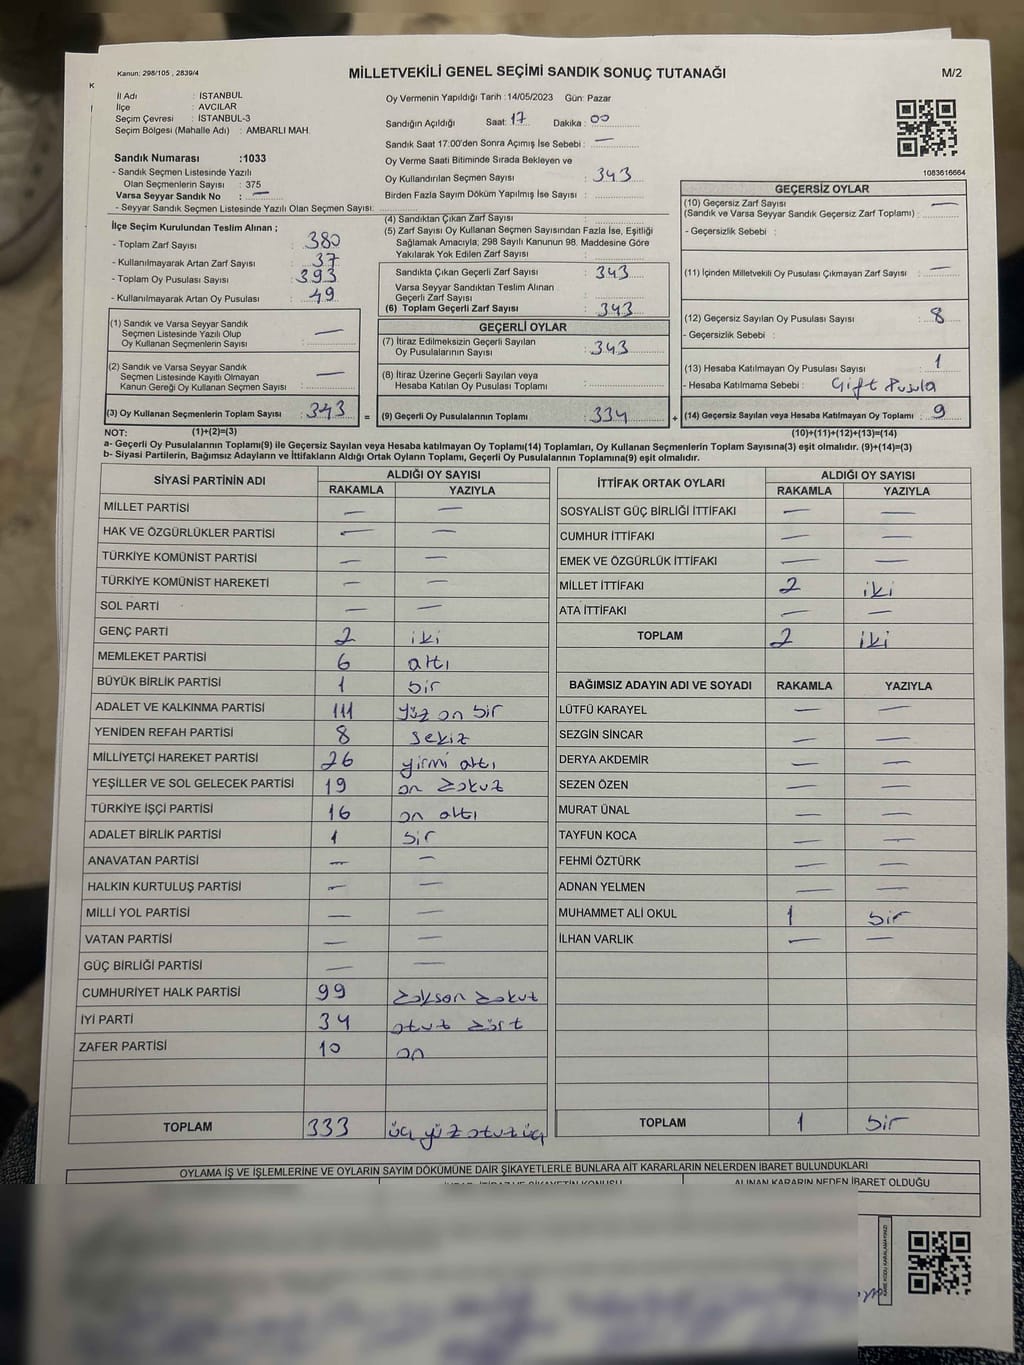 Kanun: 298/105 , 2839/4
MİLLETVEKİLİ GENEL SEÇİMİ SANDIK SONUÇ TUTANAĞI
M/2
İl Adı : İSTANBUL
İlçe : AVCILAR
Seçim Çevresi : İSTANBUL-3
Seçim Bölgesi (Mahalle Adı) : AMBARLI MAH.
Sandık Numarası :1033
- Sandık Seçmen Listesinde Yazılı
Olan Seçmenlerin Sayısı : 375
Varsa Seyyar Sandık No : —
- Seyyar Sandık Seçmen Listesinde Yazılı Olan Seçmen Sayısı:
Oy Vermenin Yapıldığı Tarih :14/05/2023 Gün: Pazar
Sandığın Açıldığı Saat: 17 Dakika: 00
Sandık Saat 17:00'den Sonra Açımış İse Sebebi : —
Oy Verme Saati Bitiminde Sırada Bekleyen ve
Oy Kullandırılan Seçmen Sayısı : 343
Birden Fazla Sayım Döküm Yapılmış İse Sayısı :
1083616664
İlçe Seçim Kurulundan Teslim Alınan ;
- Toplam Zarf Sayısı : 380
- Kullanılmayarak Artan Zarf Sayısı : 37
- Toplam Oy Pusulası Sayısı : 393
- Kullanılmayarak Artan Oy Pusulası : 49
(1) Sandık ve Varsa Seyyar Sandık
Seçmen Listesinde Yazılı Olup
Oy Kullanan Seçmenlerin Sayısı : —
(2) Sandık ve Varsa Seyyar Sandık
Seçmen Listesinde Kayıtlı Olmayan
Kanun Gereği Oy Kullanan Seçmen Sayısı : —
(3) Oy Kullanan Seçmenlerin Toplam Sayısı : 343 =
(1)+(2)=(3)
(4) Sandıktan Çıkan Zarf Sayısı :
(5) Zarf Sayısı Oy Kullanan Seçmen Sayısından Fazla İse, Eşitliği
Sağlamak Amacıyla; 298 Sayılı Kanunun 98. Maddesine Göre
Yakılarak Yok Edilen Zarf Sayısı :
Sandıkta Çıkan Geçerli Zarf Sayısı : 343
Varsa Seyyar Sandıktan Teslim Alınan
Geçerli Zarf Sayısı :
(6) Toplam Geçerli Zarf Sayısı : 343
GEÇERLİ OYLAR
(7) İtiraz Edilmeksizin Geçerli Sayılan
Oy Pusulalarının Sayısı : 343
(8) İtiraz Üzerine Geçerli Sayılan veya
Hesaba Katılan Oy Pusulası Toplamı :
(9) Geçerli Oy Pusulalarının Toplamı : 334 +
GEÇERSİZ OYLAR
(10) Geçersiz Zarf Sayısı
(Sandık ve Varsa Seyyar Sandık Geçersiz Zarf Toplamı) : —
- Geçersizlik Sebebi :
(11) İçinden Milletvekili Oy Pusulası Çıkmayan Zarf Sayısı : —
(12) Geçersiz Sayılan Oy Pusulası Sayısı : 8
- Geçersizlik Sebebi :
(13) Hesaba Katılmayan Oy Pusulası Sayısı : 1
- Hesaba Katılmama Sebebi : Çift Pusula
(14) Geçersiz Sayılan veya Hesaba Katılmayan Oy Toplamı : 9
(10)+(11)+(12)+(13)=(14)
NOT:
a- Geçerli Oy Pusulalarının Toplamı(9) ile Geçersiz Sayılan veya Hesaba katılmayan Oy Toplamı(14) Toplamları, Oy Kullanan Seçmenlerin Toplam Sayısına(3) eşit olmalıdır. (9)+(14)=(3)
b- Siyasi Partilerin, Bağımsız Adayların ve İttifakların Aldığı Ortak Oyların Toplamı, Geçerli Oy Pusulalarının Toplamına(9) eşit olmalıdır.
SİYASİ PARTİNİN ADI ALDIĞI OY SAYISI
RAKAMLA YAZIYLA
MİLLET PARTİSİ — —
HAK VE ÖZGÜRLÜKLER PARTİSİ — —
TÜRKİYE KOMÜNİST PARTİSİ — —
TÜRKİYE KOMÜNİST HAREKETİ — —
SOL PARTİ — —
GENÇ PARTİ 2 iki
MEMLEKET PARTİSİ 6 altı
BÜYÜK BİRLİK PARTİSİ 1 bir
ADALET VE KALKINMA PARTİSİ 111 yüz on bir
YENİDEN REFAH PARTİSİ 8 sekiz
MİLLİYETÇİ HAREKET PARTİSİ 26 yirmi altı
YEŞİLLER VE SOL GELECEK PARTİSİ 19 on dokuz
TÜRKİYE İŞÇİ PARTİSİ 16 on altı
ADALET BİRLİK PARTİSİ 1 bir
ANAVATAN PARTİSİ — —
HALKIN KURTULUŞ PARTİSİ — —
MİLLİ YOL PARTİSİ — —
VATAN PARTİSİ — —
GÜÇ BİRLİĞİ PARTİSİ — —
CUMHURİYET HALK PARTİSİ 99 doksan dokuz
İYİ PARTİ 34 otuz dört
ZAFER PARTİSİ 10 on
TOPLAM 333 üç yüz otuz üç
İTTİFAK ORTAK OYLARI ALDIĞI OY SAYISI
RAKAMLA YAZIYLA
SOSYALİST GÜÇ BİRLİĞİ İTTİFAKI — —
CUMHUR İTTİFAKI — —
EMEK VE ÖZGÜRLÜK İTTİFAKI — —
MİLLET İTTİFAKI 2 iki
ATA İTTİFAKI — —
TOPLAM 2 iki
BAĞIMSIZ ADAYIN ADI VE SOYADI RAKAMLA YAZIYLA
LÜTFÜ KARAYEL — —
SEZGİN SİNCAR — —
DERYA AKDEMİR — —
SEZEN ÖZEN — —
MURAT ÜNAL — —
TAYFUN KOCA — —
FEHMİ ÖZTÜRK — —
ADNAN YELMEN — —
MUHAMMET ALİ OKUL 1 bir
İLHAN VARLIK — —
TOPLAM 1 bir
OYLAMA İŞ VE İŞLEMLERİNE VE OYLARIN SAYIM DÖKÜMÜNE DAİR ŞİKAYETLERLE BUNLARA AİT KARARLARIN NELERDEN İBARET BULUNDUKLARI
ALINAN KARARIN NEDEN İBARET OLDUĞU